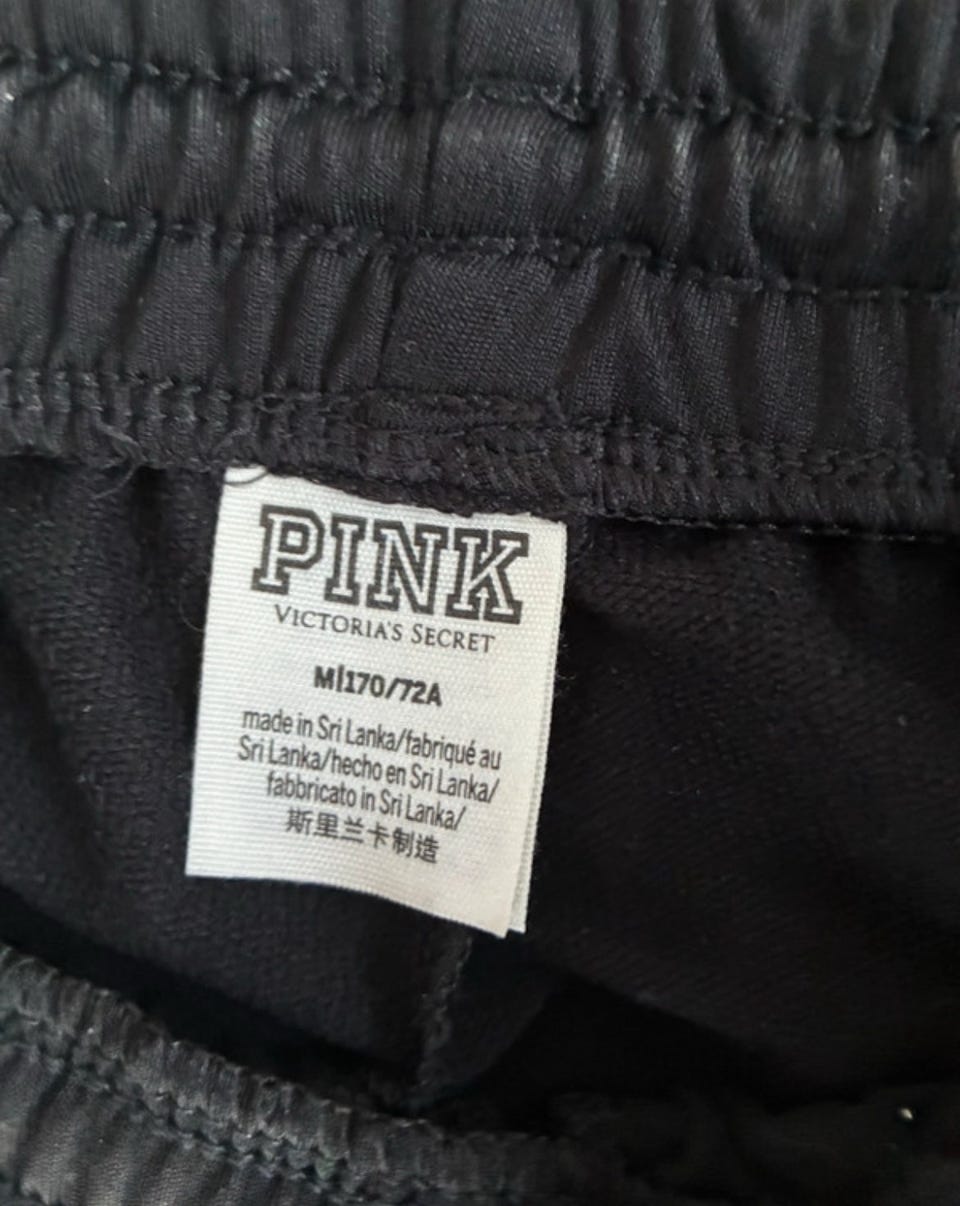 PINK
VICTORIA'S SECRET
M|170/72A
made in Sri Lanka/fabriqué au
Sri Lanka/hecho en Sri Lanka/
fabbricato in Sri Lanka/
斯里兰卡制造